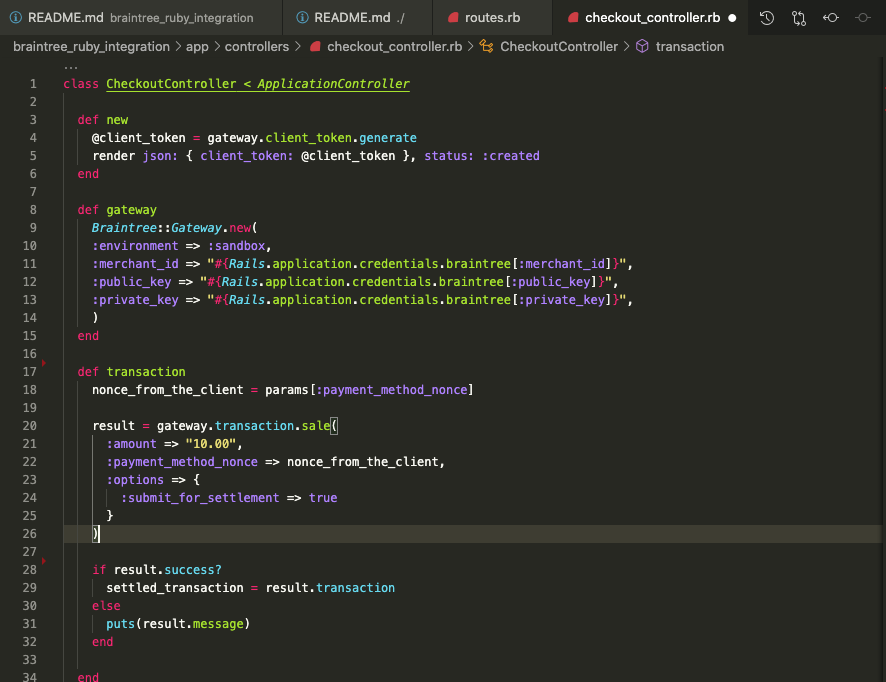 README.md braintree_ruby_integration README.md ./ routes.rb checkout_controller.rb
braintree_ruby_integration > app > controllers > checkout_controller.rb > CheckoutController > transaction
...
1 class CheckoutController < ApplicationController
2
3 def new
4 @client_token = gateway.client_token.generate
5 render json: { client_token: @client_token }, status: :created
6 end
7
8 def gateway
9 Braintree::Gateway.new(
10 :environment => :sandbox,
11 :merchant_id => "#{Rails.application.credentials.braintree[:merchant_id]}",
12 :public_key => "#{Rails.application.credentials.braintree[:public_key]}",
13 :private_key => "#{Rails.application.credentials.braintree[:private_key]}",
14 )
15 end
16
17 def transaction
18 nonce_from_the_client = params[:payment_method_nonce]
19
20 result = gateway.transaction.sale(
21 :amount => "10.00",
22 :payment_method_nonce => nonce_from_the_client,
23 :options => {
24 :submit_for_settlement => true
25 }
26 )
27
28 if result.success?
29 settled_transaction = result.transaction
30 else
31 puts(result.message)
32 end
33
34 end